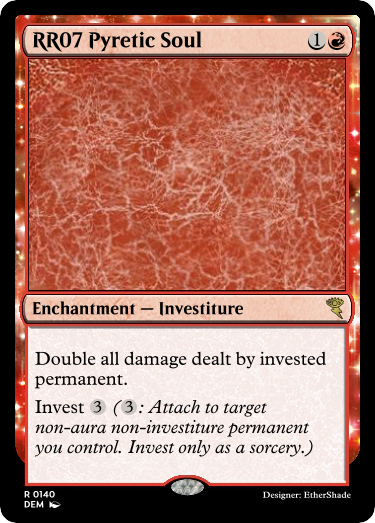 RR07 Pyretic Soul 1
Enchantment — Investiture
Double all damage dealt by invested
permanent.
Invest 3 (3: Attach to target
non-aura non-investiture permanent
you control. Invest only as a sorcery.)
R 0140
DEM
Designer: EtherShade